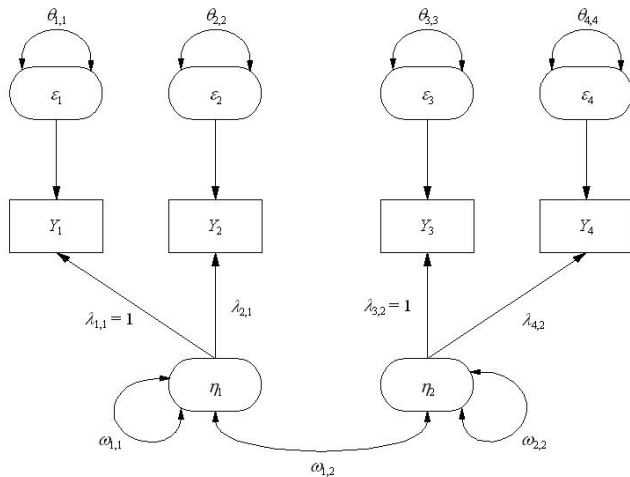 θ1,1 θ2,2 θ3,3 θ4,4
ε1 ε2 ε3 ε4
Y1 Y2 Y3 Y4
λ1,1 = 1 λ2,1 λ3,2 = 1 λ4,2
η1 η2
ω1,1 ω1,2 ω2,2